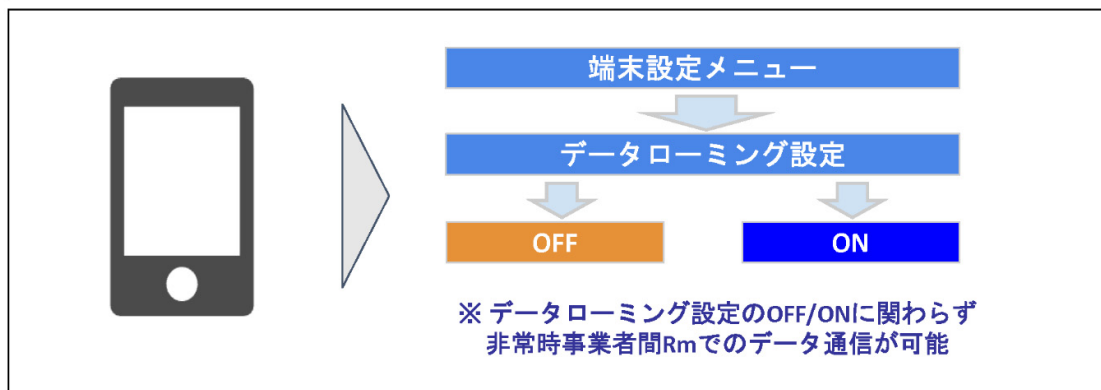 端末設定メニュー
データローミング設定
OFF
ON
※ データローミング設定のOFF/ONに関わらず
非常時事業者間Rmでのデータ通信が可能